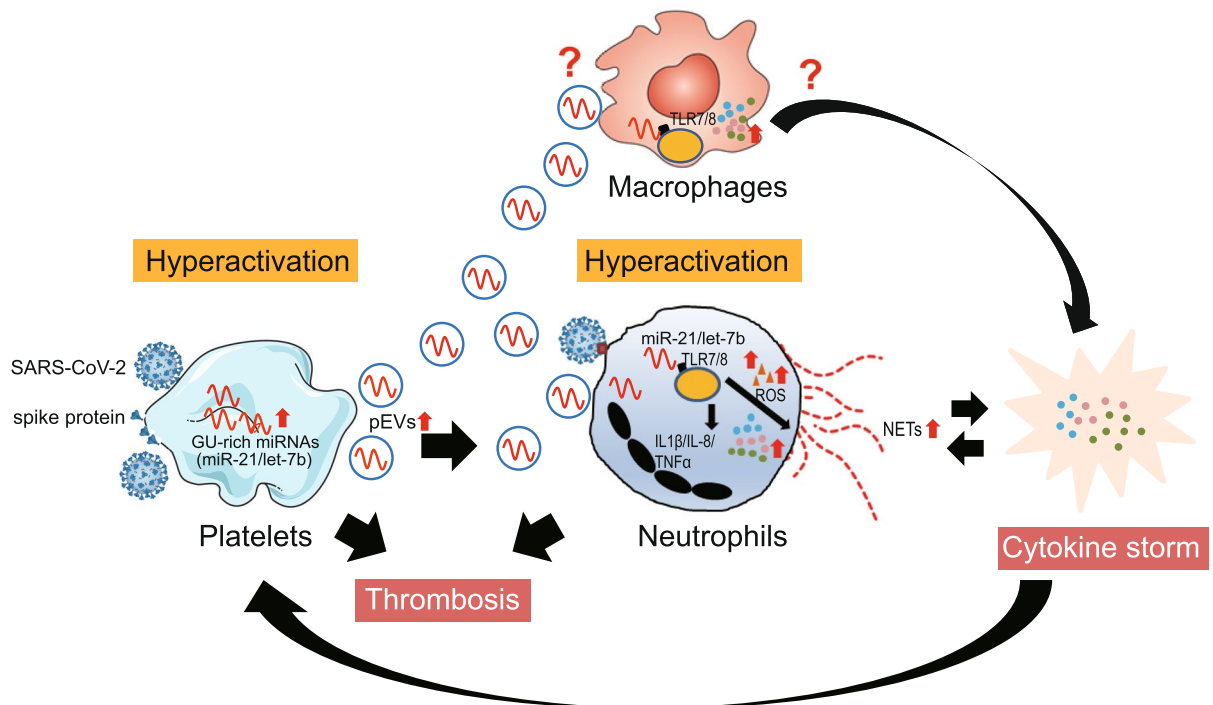 ?
?
TLR7/8
Macrophages
Hyperactivation
Hyperactivation
SARS-CoV-2
spike protein
GU-rich miRNAs
(miR-21/let-7b)
Platelets
pEVs
miR-21/let-7b
TLR7/8
ROS
IL1β/IL-8/
TNFα
Neutrophils
NETs
Cytokine storm
Thrombosis